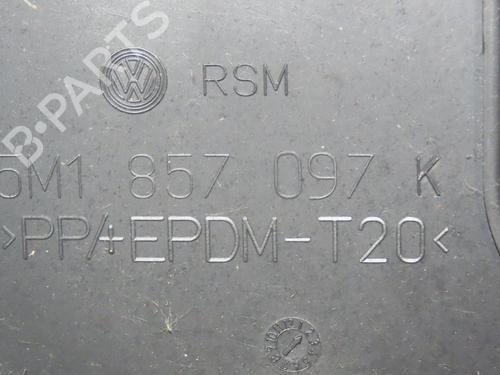 B-PARTS
RSM
5M1 857 097 K
>PP+EPDM-T20<